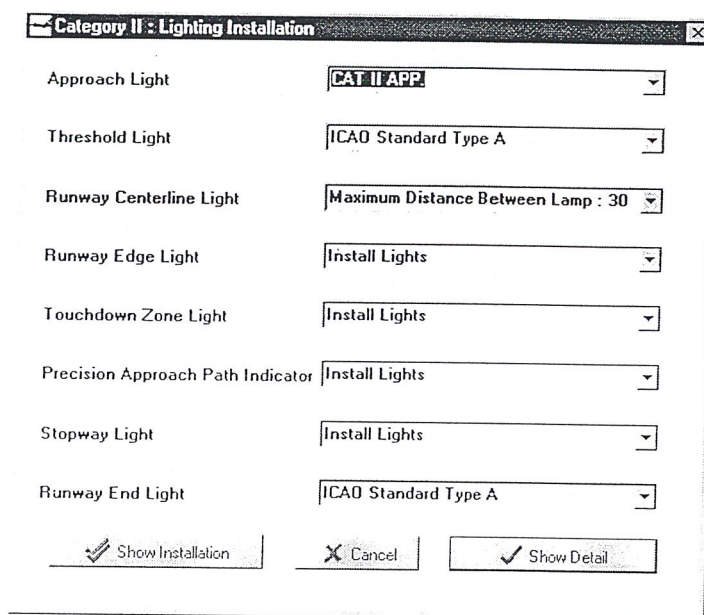 Category II : Lighting Installation
Approach Light CAT II APP.
Threshold Light ICAO Standard Type A
Runway Centerline Light Maximum Distance Between Lamp : 30
Runway Edge Light Install Lights
Touchdown Zone Light Install Lights
Precision Approach Path Indicator Install Lights
Stopway Light Install Lights
Runway End Light ICAO Standard Type A
Show Installation Cancel Show Detail